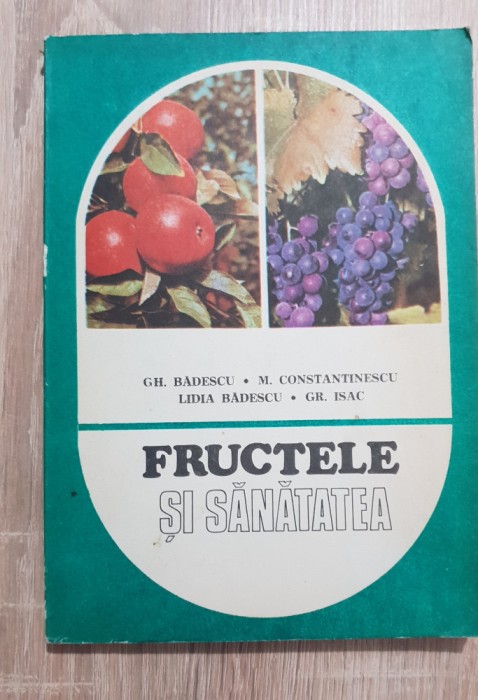 GH. BĂDESCU • M. CONSTANTINESCU
LIDIA BĂDESCU • GR. ISAC
FRUCTELE
ȘI SĂNĂTATEA